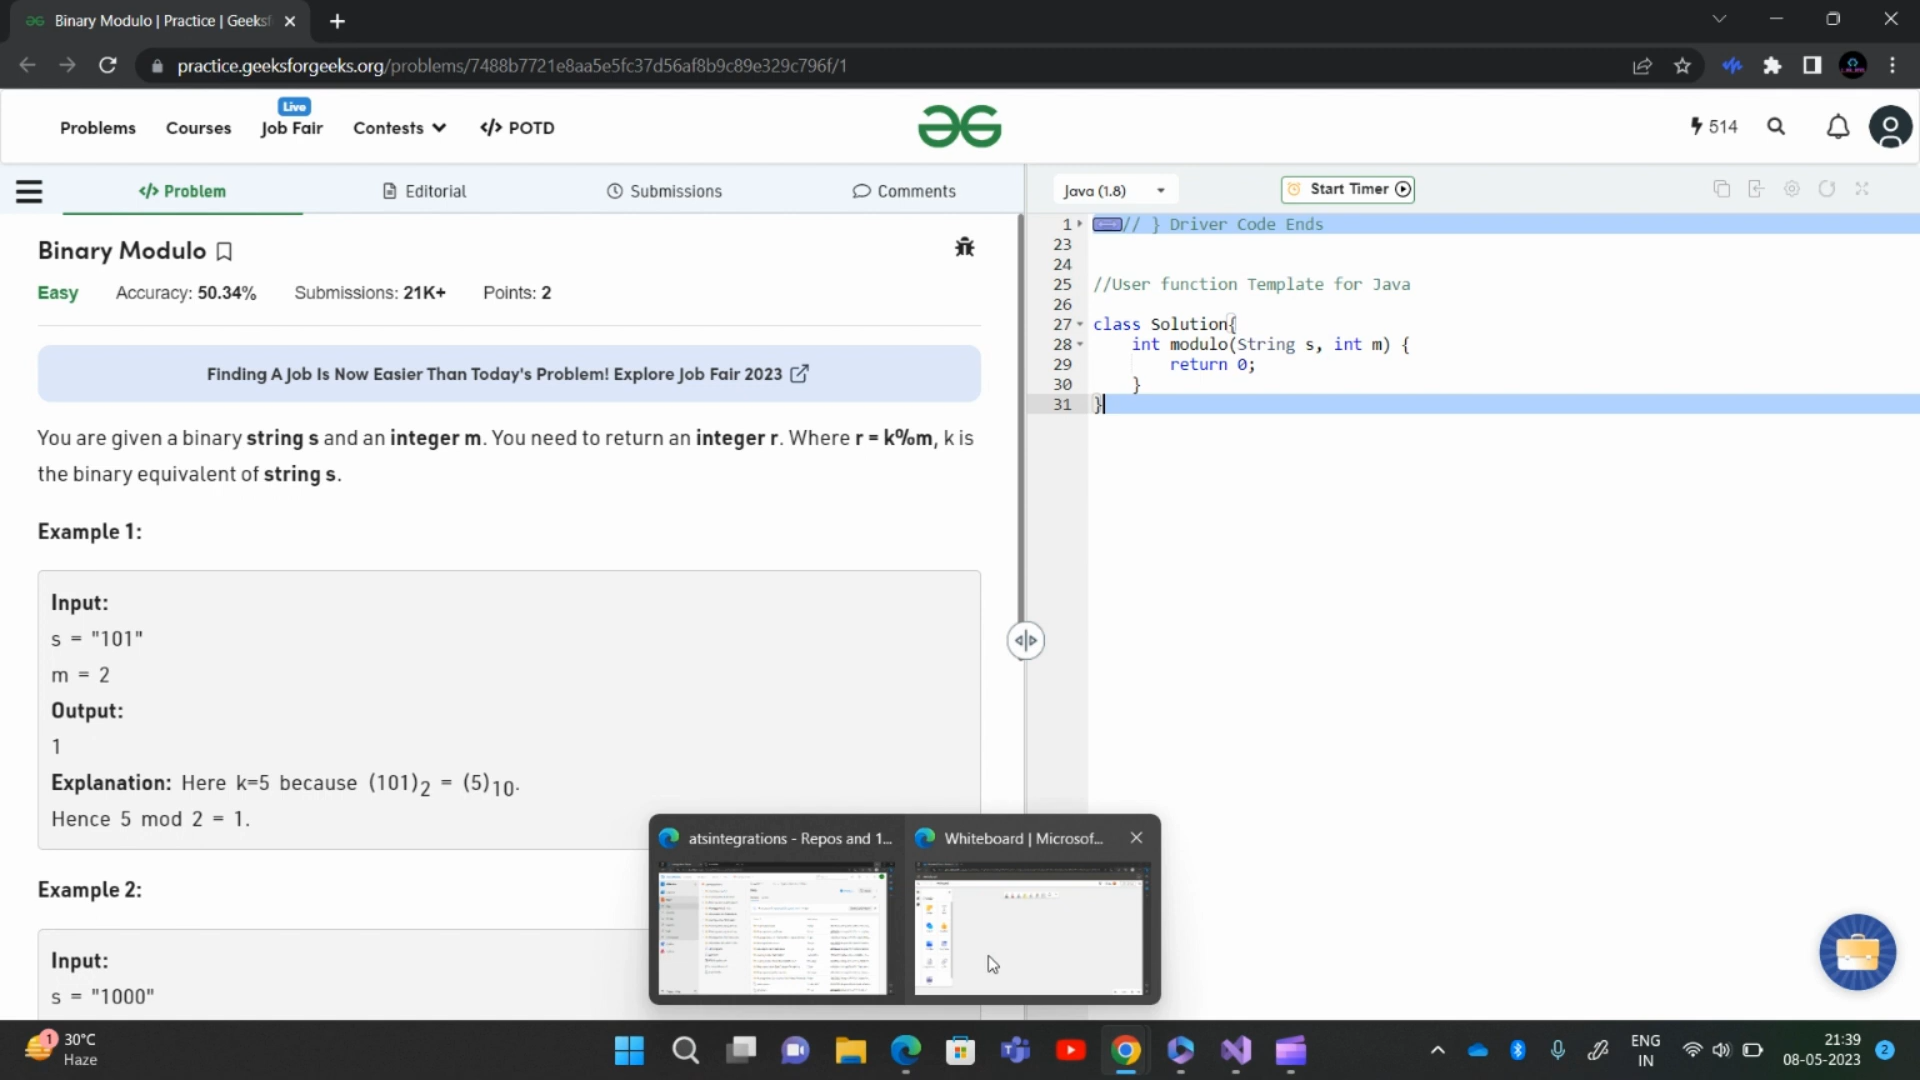 Binary Modulo | Practice | Geeks
practice.geeksforgeeks.org/problems/7488b7721e8aa5e5fc37d56af8b9c89e329c796f/1
Live
Problems Courses Job Fair Contests </> POTD
514
</> Problem Editorial Submissions Comments
Java (1.8) Start Timer
Binary Modulo
Easy Accuracy: 50.34% Submissions: 21K+ Points: 2
Finding A Job Is Now Easier Than Today's Problem! Explore Job Fair 2023
You are given a binary string s and an integer m. You need to return an integer r. Where r = k%m, k is
the binary equivalent of string s.
Example 1:
Input:
s = "101"
m = 2
Output:
1
Explanation: Here k=5 because (101)2 = (5)10.
Hence 5 mod 2 = 1.
Example 2:
Input:
s = "1000"
1 // } Driver Code Ends
23
24
25 //User function Template for Java
26
27 class Solution{
28 int modulo(String s, int m) {
29 return 0;
30 }
31 }
atsintegrations - Repos and 1...
Whiteboard | Microsof...
1
30°C
Haze
ENG
IN
21:39
08-05-2023
2